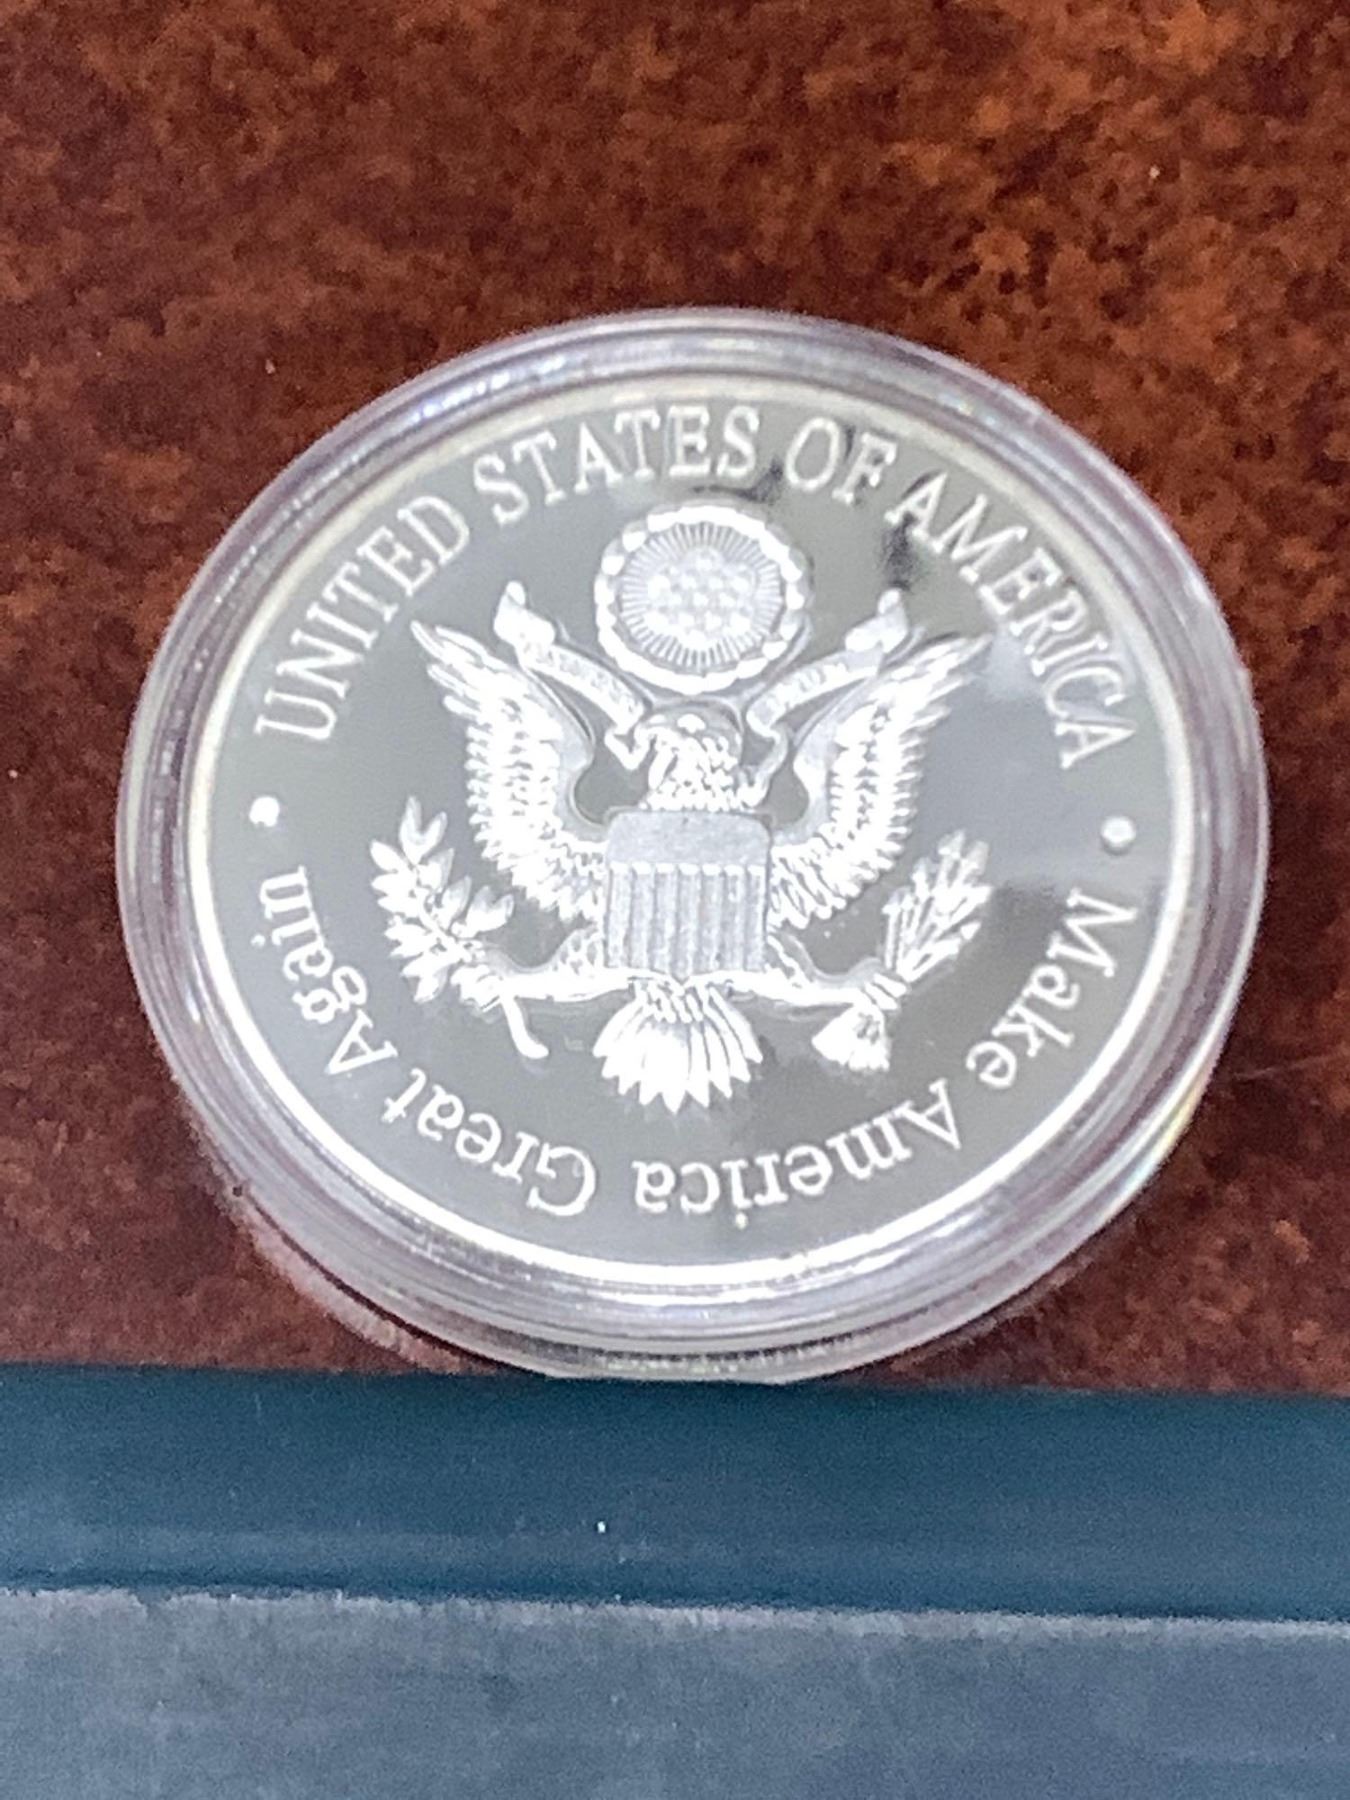 UNITED STATES OF AMERICA
Make America Great Again